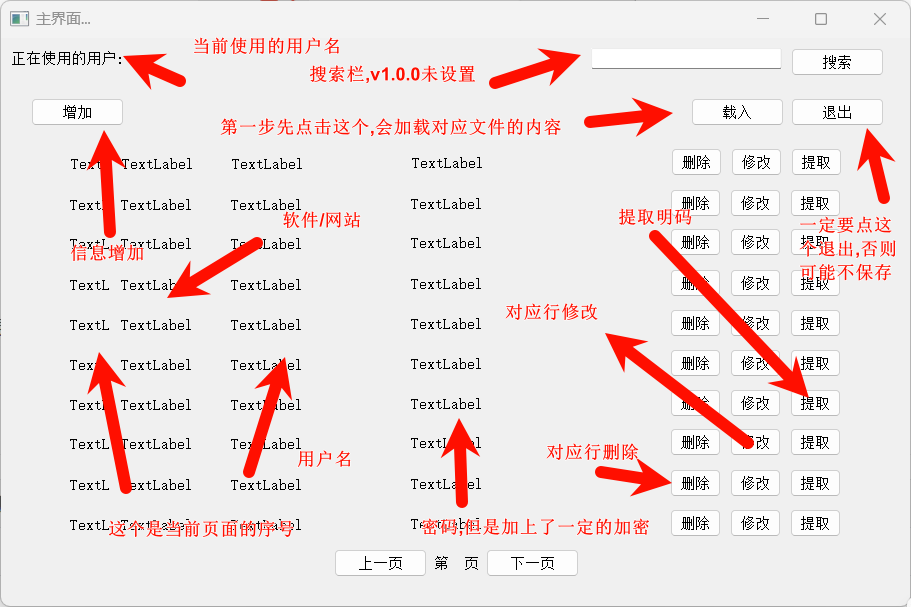 主界面...
当前使用的用户名
正在使用的用户:
搜索栏,v1.0.0未设置
搜索
增加
第一步先点击这个,会加载对应文件的内容
载入
退出
TextL TextLabel TextLabel TextLabel 删除 修改 提取
TextL TextLabel TextLabel TextLabel 删除 修改 提取
软件/网站
提取明码
一定要点这
个退出,否则
可能不保存
信息增加
TextL TextLabel TextLabel TextLabel 删除 修改 提取
TextL TextLabel TextLabel TextLabel 删除 修改 提取
对应行修改
TextL TextLabel TextLabel TextLabel 删除 修改 提取
TextL TextLabel TextLabel TextLabel 删除 修改 提取
TextL TextLabel TextLabel TextLabel 删除 修改 提取
TextL TextLabel TextLabel TextLabel 删除 修改 提取
用户名
对应行删除
TextL TextLabel TextLabel TextLabel 删除 修改 提取
TextL TextLabel TextLabel TextLabel 删除 修改 提取
这个是当前页面的序号
密码,但是加上了一定的加密
上一页 第 页 下一页